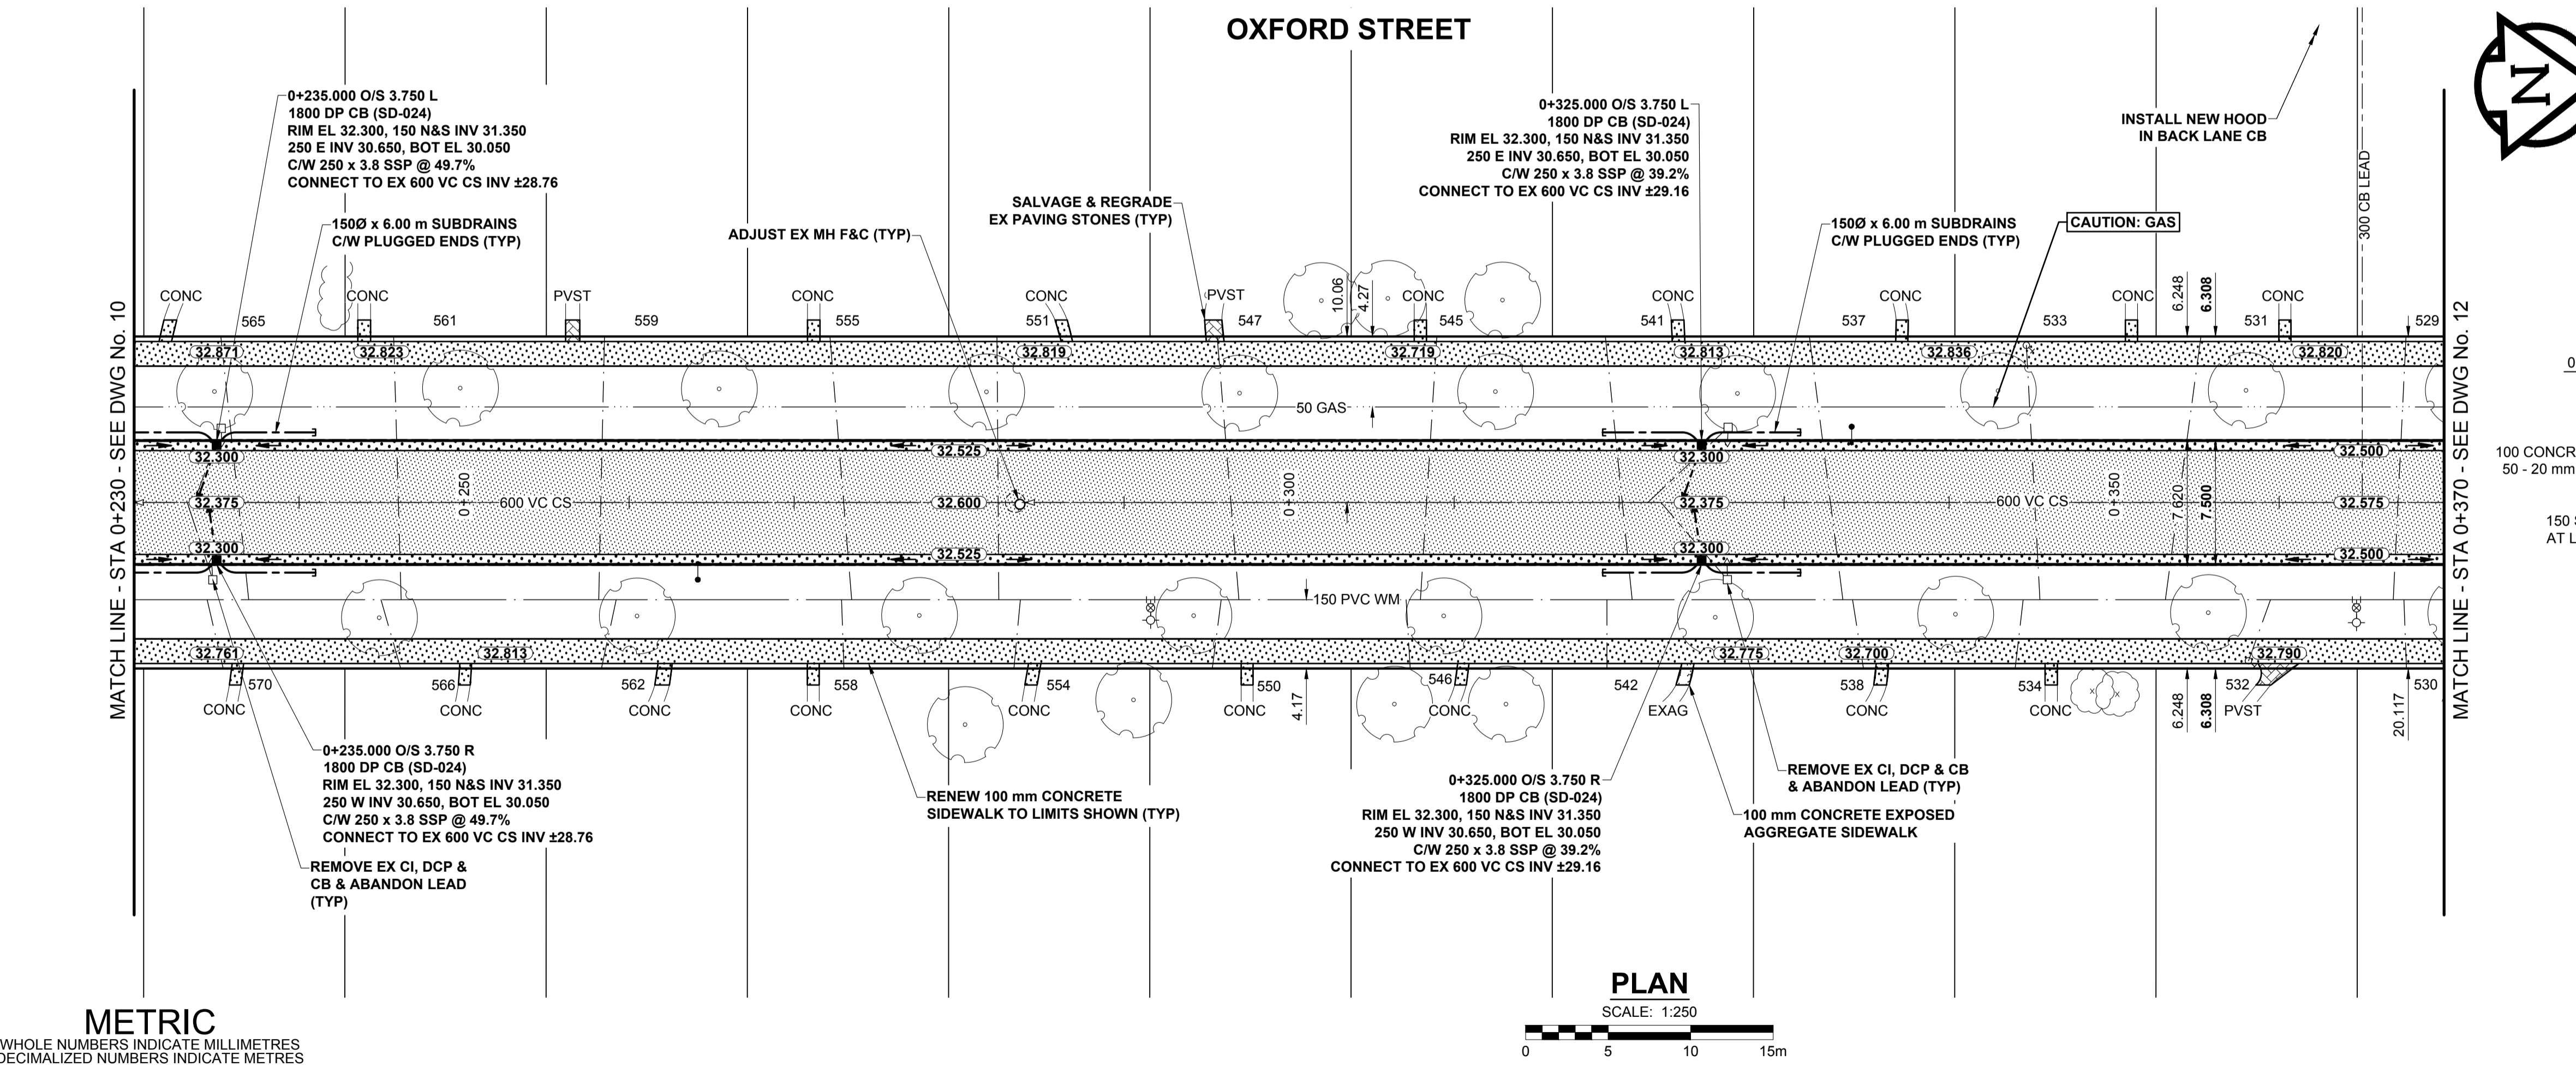 OXFORD STREET
0+235.000 O/S 3.750 L
1800 DP CB (SD-024)
RIM EL 32.300, 150 N&S INV 31.350
250 E INV 30.650, BOT EL 30.050
C/W 250 x 3.8 SSP @ 49.7%
CONNECT TO EX 600 VC CS INV ±28.76
150Ø x 6.00 m SUBDRAINS
C/W PLUGGED ENDS (TYP)
ADJUST EX MH F&C (TYP)
SALVAGE & REGRADE
EX PAVING STONES (TYP)
0+325.000 O/S 3.750 L
1800 DP CB (SD-024)
RIM EL 32.300, 150 N&S INV 31.350
250 E INV 30.650, BOT EL 30.050
C/W 250 x 3.8 SSP @ 39.2%
CONNECT TO EX 600 VC CS INV ±29.16
150Ø x 6.00 m SUBDRAINS
C/W PLUGGED ENDS (TYP)
CAUTION: GAS
INSTALL NEW HOOD
IN BACK LANE CB
300 CB LEAD
N
MATCH LINE - STA 0+230 - SEE DWG No. 10
CONC
565
CONC
561
PVST
559
CONC
555
CONC
551
PVST
547
10.06
4.27
CONC
545
CONC
541
CONC
537
CONC
533
6.248
6.308
CONC
531
529
32.871
32.823
32.819
32.719
32.813
32.836
32.820
50 GAS
32.300
32.525
32.300
32.500
32.375
0+250
600 VC CS
32.600
0+300
32.375
600 VC CS
0+350
7.620
7.500
32.575
32.300
32.525
32.300
32.500
150 PVC WM
32.761
32.813
32.775
32.700
32.790
570
CONC
566
CONC
562
CONC
558
CONC
554
CONC
550
CONC
4.17
546
CONC
542
EXAG
538
CONC
534
CONC
6.248
6.308
532
PVST
20.117
530
MATCH LINE - STA 0+370 - SEE DWG No. 12
0
100 CONCR
50 - 20 mm
150
AT L
0+235.000 O/S 3.750 R
1800 DP CB (SD-024)
RIM EL 32.300, 150 N&S INV 31.350
250 W INV 30.650, BOT EL 30.050
C/W 250 x 3.8 SSP @ 49.7%
CONNECT TO EX 600 VC CS INV ±28.76
REMOVE EX CI, DCP &
CB & ABANDON LEAD
(TYP)
RENEW 100 mm CONCRETE
SIDEWALK TO LIMITS SHOWN (TYP)
0+325.000 O/S 3.750 R
1800 DP CB (SD-024)
RIM EL 32.300, 150 N&S INV 31.350
250 W INV 30.650, BOT EL 30.050
C/W 250 x 3.8 SSP @ 39.2%
CONNECT TO EX 600 VC CS INV ±29.16
REMOVE EX CI, DCP & CB
& ABANDON LEAD (TYP)
100 mm CONCRETE EXPOSED
AGGREGATE SIDEWALK
PLAN
SCALE: 1:250
0 5 10 15m
METRIC
WHOLE NUMBERS INDICATE MILLIMETRES
DECIMALIZED NUMBERS INDICATE METRES